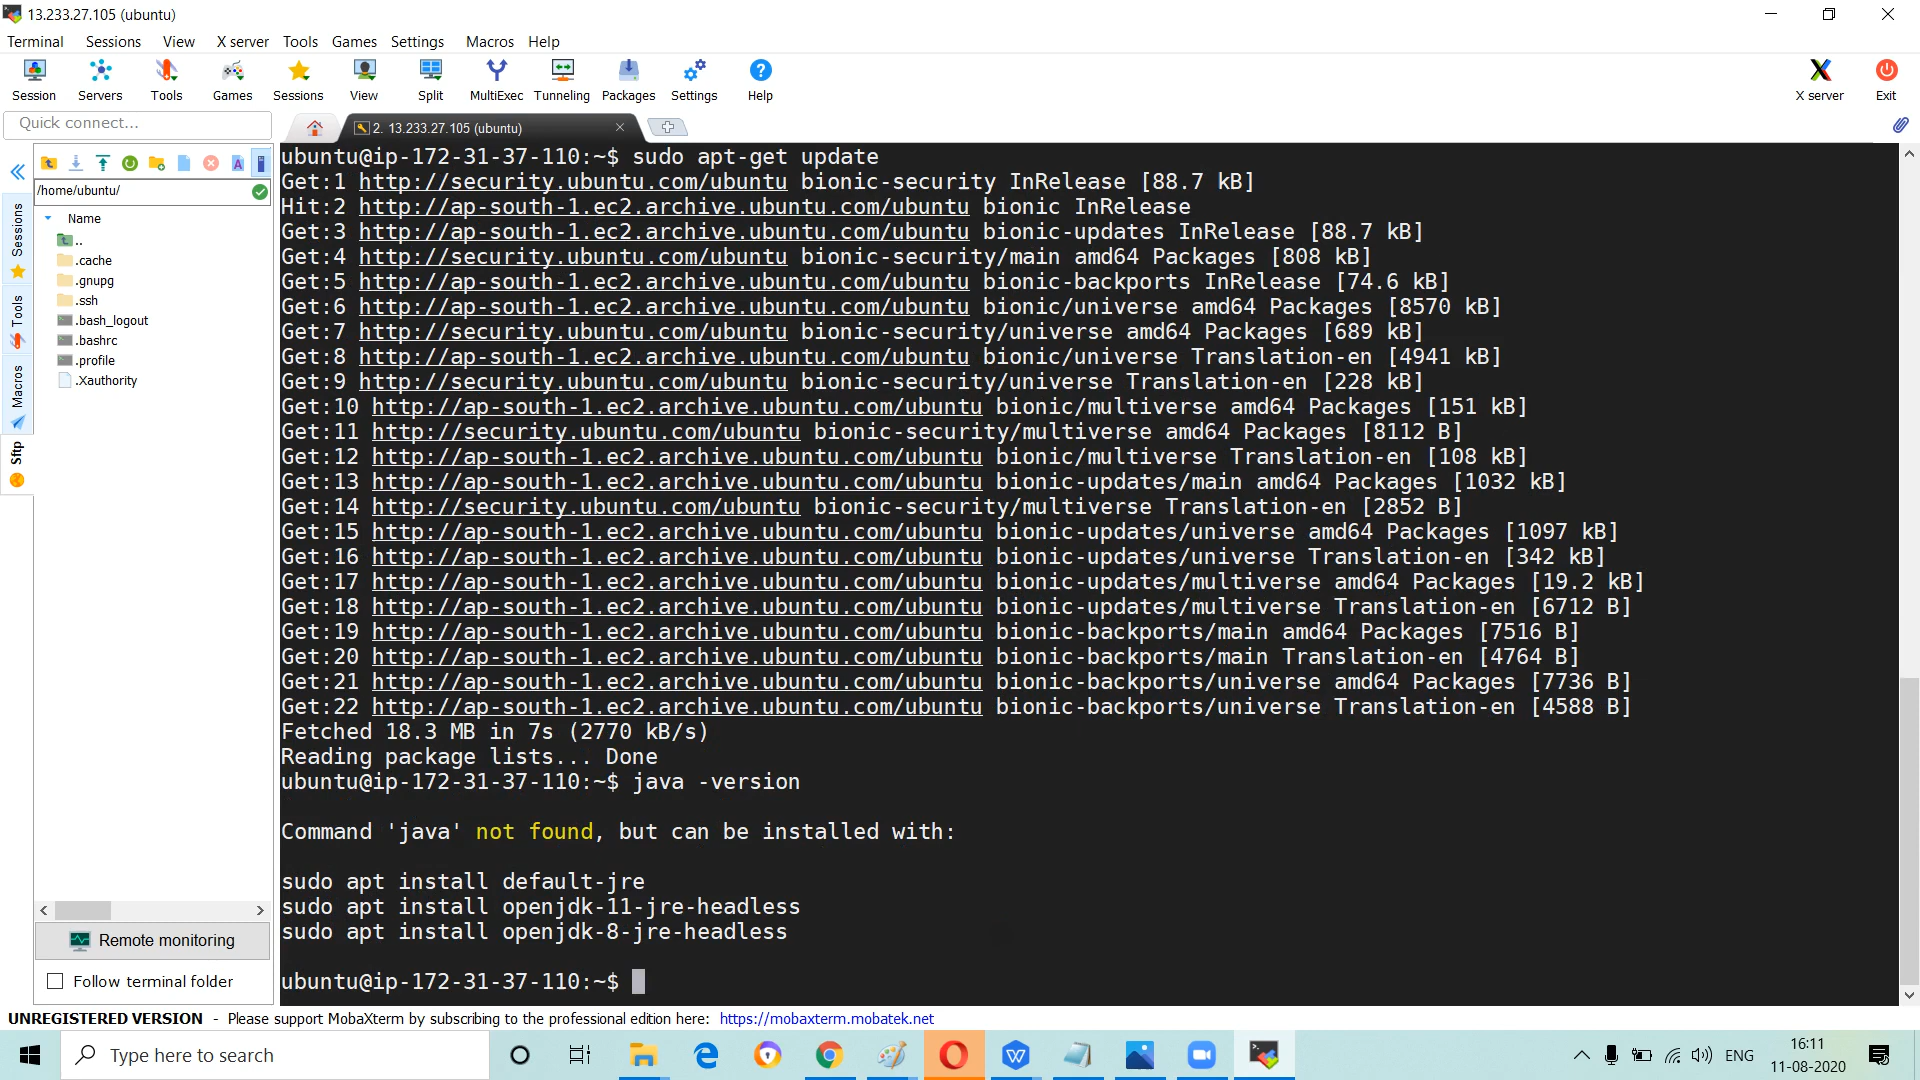 13.233.27.105 (ubuntu)
Terminal Sessions View X server Tools Games Settings Macros Help
Session Servers Tools Games Sessions View Split MultiExec Tunneling Packages Settings Help X server Exit
Quick connect...
2. 13.233.27.105 (ubuntu)
/home/ubuntu/
Name
..
.cache
.gnupg
.ssh
.bash_logout
.bashrc
.profile
.Xauthority
Sessions
Tools
Macros
Sftp
Remote monitoring
Follow terminal folder
ubuntu@ip-172-31-37-110:~$ sudo apt-get update
Get:1 http://security.ubuntu.com/ubuntu bionic-security InRelease [88.7 kB]
Hit:2 http://ap-south-1.ec2.archive.ubuntu.com/ubuntu bionic InRelease
Get:3 http://ap-south-1.ec2.archive.ubuntu.com/ubuntu bionic-updates InRelease [88.7 kB]
Get:4 http://security.ubuntu.com/ubuntu bionic-security/main amd64 Packages [808 kB]
Get:5 http://ap-south-1.ec2.archive.ubuntu.com/ubuntu bionic-backports InRelease [74.6 kB]
Get:6 http://ap-south-1.ec2.archive.ubuntu.com/ubuntu bionic/universe amd64 Packages [8570 kB]
Get:7 http://security.ubuntu.com/ubuntu bionic-security/universe amd64 Packages [689 kB]
Get:8 http://ap-south-1.ec2.archive.ubuntu.com/ubuntu bionic/universe Translation-en [4941 kB]
Get:9 http://security.ubuntu.com/ubuntu bionic-security/universe Translation-en [228 kB]
Get:10 http://ap-south-1.ec2.archive.ubuntu.com/ubuntu bionic/multiverse amd64 Packages [151 kB]
Get:11 http://security.ubuntu.com/ubuntu bionic-security/multiverse amd64 Packages [8112 B]
Get:12 http://ap-south-1.ec2.archive.ubuntu.com/ubuntu bionic/multiverse Translation-en [108 kB]
Get:13 http://ap-south-1.ec2.archive.ubuntu.com/ubuntu bionic-updates/main amd64 Packages [1032 kB]
Get:14 http://security.ubuntu.com/ubuntu bionic-security/multiverse Translation-en [2852 B]
Get:15 http://ap-south-1.ec2.archive.ubuntu.com/ubuntu bionic-updates/universe amd64 Packages [1097 kB]
Get:16 http://ap-south-1.ec2.archive.ubuntu.com/ubuntu bionic-updates/universe Translation-en [342 kB]
Get:17 http://ap-south-1.ec2.archive.ubuntu.com/ubuntu bionic-updates/multiverse amd64 Packages [19.2 kB]
Get:18 http://ap-south-1.ec2.archive.ubuntu.com/ubuntu bionic-updates/multiverse Translation-en [6712 B]
Get:19 http://ap-south-1.ec2.archive.ubuntu.com/ubuntu bionic-backports/main amd64 Packages [7516 B]
Get:20 http://ap-south-1.ec2.archive.ubuntu.com/ubuntu bionic-backports/main Translation-en [4764 B]
Get:21 http://ap-south-1.ec2.archive.ubuntu.com/ubuntu bionic-backports/universe amd64 Packages [7736 B]
Get:22 http://ap-south-1.ec2.archive.ubuntu.com/ubuntu bionic-backports/universe Translation-en [4588 B]
Fetched 18.3 MB in 7s (2770 kB/s)
Reading package lists... Done
ubuntu@ip-172-31-37-110:~$ java -version
Command 'java' not found, but can be installed with:
sudo apt install default-jre
sudo apt install openjdk-11-jre-headless
sudo apt install openjdk-8-jre-headless
ubuntu@ip-172-31-37-110:~$
UNREGISTERED VERSION - Please support MobaXterm by subscribing to the professional edition here: https://mobaxterm.mobatek.net
Type here to search
ENG
16:11
11-08-2020